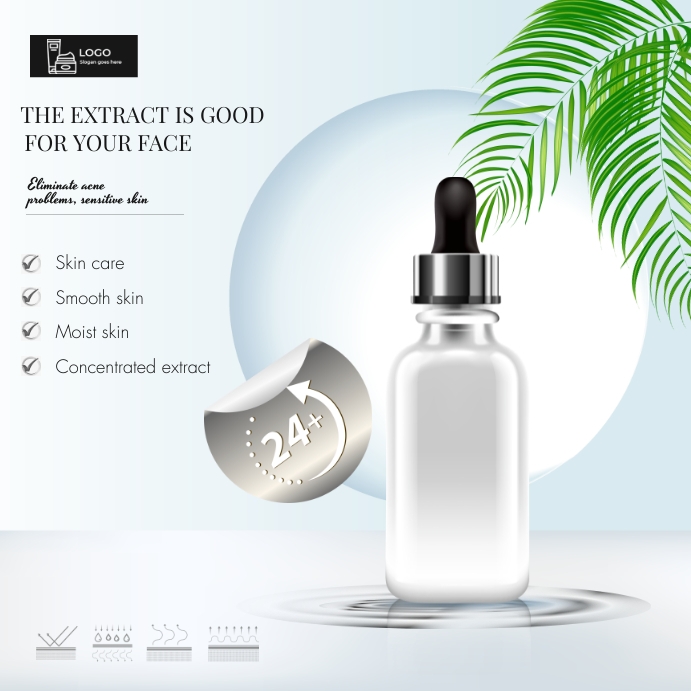 LOGO
Slogan goes here
THE EXTRACT IS GOOD
FOR YOUR FACE
Eliminate acne
problems, sensitive skin
Skin care
Smooth skin
Moist skin
Concentrated extract
24+